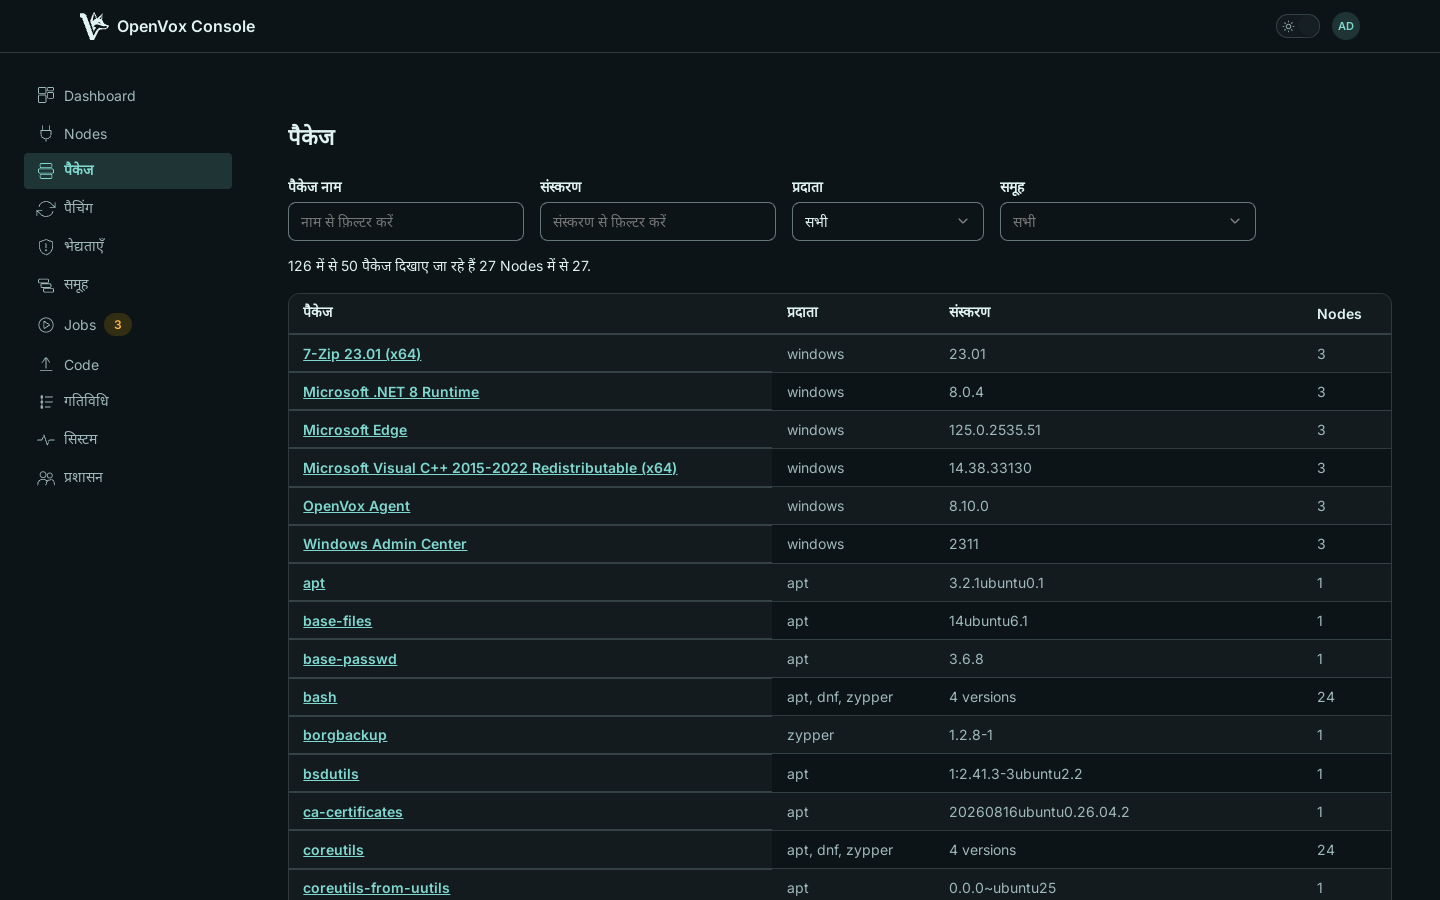 OpenVox Console
AD
Dashboard
Nodes
पैकेज
पैचिंग
भेद्यताएँ
समूह
Jobs 3
Code
गतिविधि
सिस्टम
प्रशासन
पैकेज
पैकेज नाम संस्करण प्रदाता समूह
नाम से फ़िल्टर करें संस्करण से फ़िल्टर करें सभी सभी
126 में से 50 पैकेज दिखाए जा रहे हैं 27 Nodes में से 27.
पैकेज प्रदाता संस्करण Nodes
7-Zip 23.01 (x64) windows 23.01 3
Microsoft .NET 8 Runtime windows 8.0.4 3
Microsoft Edge windows 125.0.2535.51 3
Microsoft Visual C++ 2015-2022 Redistributable (x64) windows 14.38.33130 3
OpenVox Agent windows 8.10.0 3
Windows Admin Center windows 2311 3
apt apt 3.2.1ubuntu0.1 1
base-files apt 14ubuntu6.1 1
base-passwd apt 3.6.8 1
bash apt, dnf, zypper 4 versions 24
borgbackup zypper 1.2.8-1 1
bsdutils apt 1:2.41.3-3ubuntu2.2 1
ca-certificates apt 20260816ubuntu0.26.04.2 1
coreutils apt, dnf, zypper 4 versions 24
coreutils-from-uutils apt 0.0.0~ubuntu25 1